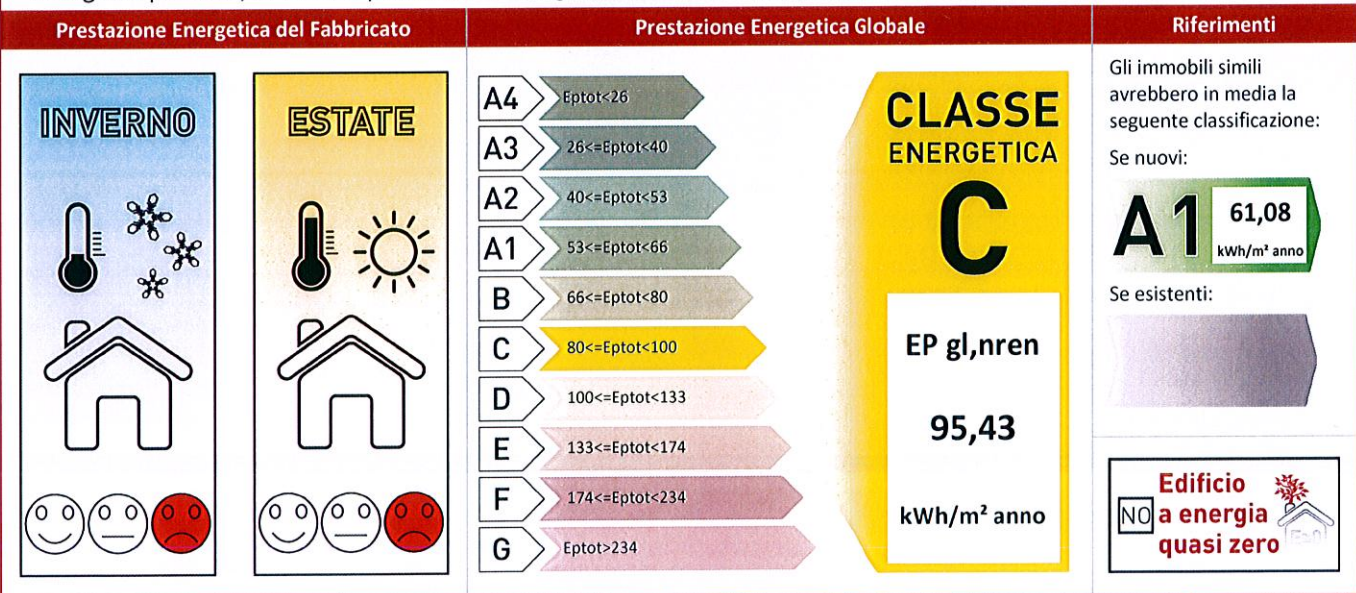 Prestazione Energetica del Fabbricato
Prestazione Energetica Globale
Riferimenti
INVERNO
ESTATE
A4 Eptot<26
A3 26<=Eptot<40
A2 40<=Eptot<53
A1 53<=Eptot<66
B 66<=Eptot<80
C 80<=Eptot<100
D 100<=Eptot<133
E 133<=Eptot<174
F 174<=Eptot<234
G Eptot>234
CLASSE
ENERGETICA
C
EP gl,nren
95,43
kWh/m² anno
Gli immobili simili
avrebbero in media la
seguente classificazione:
Se nuovi:
A1 61,08
kWh/m² anno
Se esistenti:
Edificio
NO a energia
quasi zero